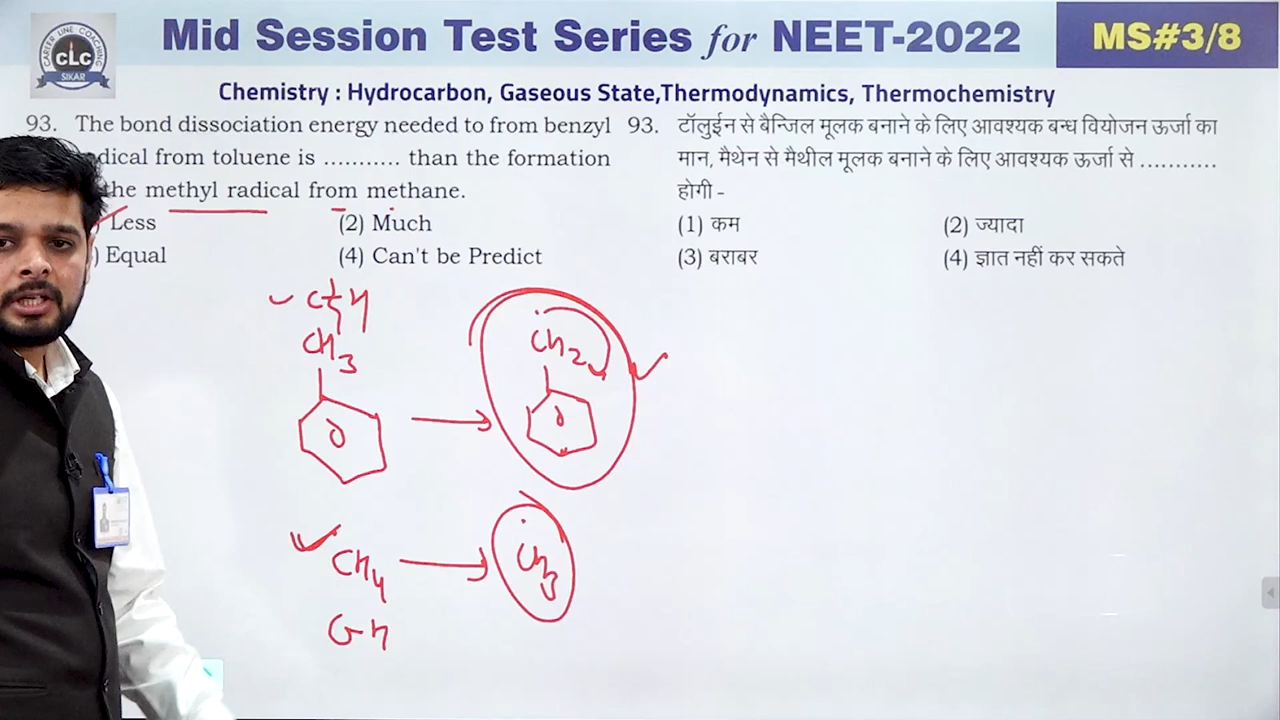 Mid Session Test Series for NEET-2022
MS#3/8
CAREER LINE COACHING
CLC
SIKAR
Chemistry : Hydrocarbon, Gaseous State,Thermodynamics, Thermochemistry
93. The bond dissociation energy needed to from benzyl
dical from toluene is ........... than the formation
the methyl radical from methane.
) Less (2) Much
) Equal (4) Can't be Predict
93. टॉलुईन से बैन्जिल मूलक बनाने के लिए आवश्यक बन्ध वियोजन ऊर्जा का
मान, मैथेन से मैथील मूलक बनाने के लिए आवश्यक ऊर्जा से ...........
होगी -
(1) कम (2) ज्यादा
(3) बराबर (4) ज्ञात नहीं कर सकते
C H
CH3
CH2
CH4
CH3
C-H